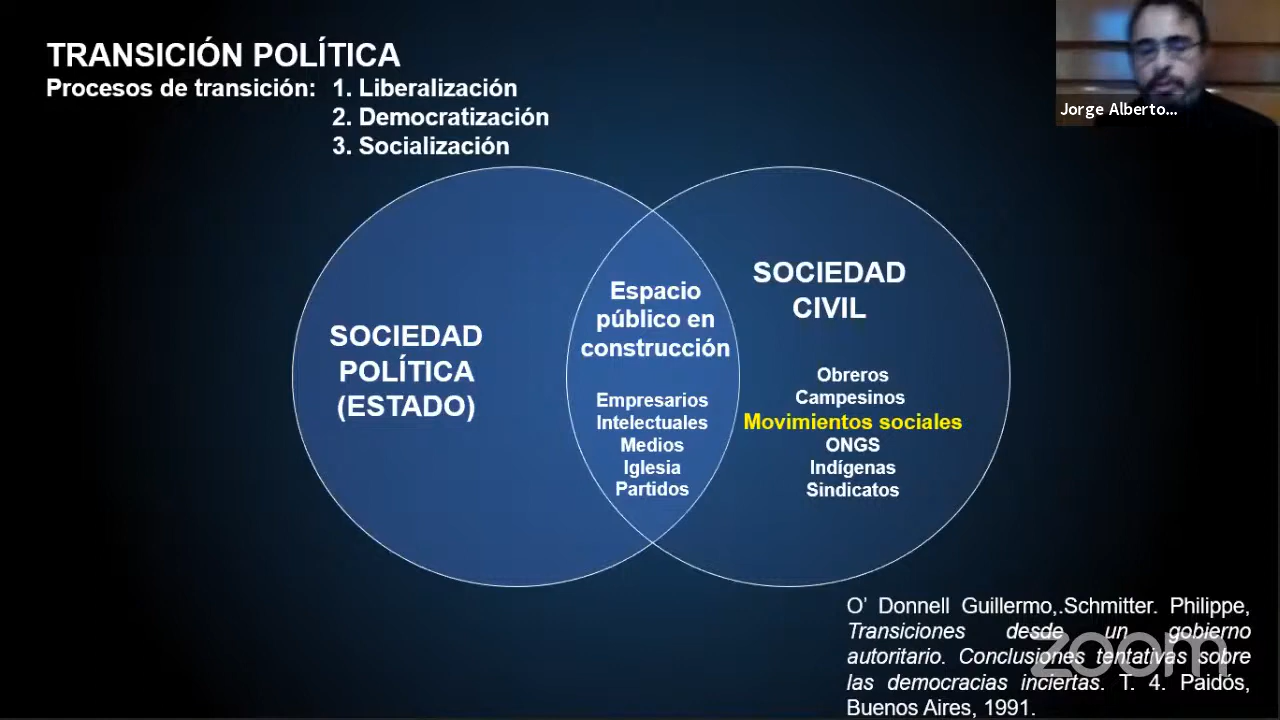 TRANSICIÓN POLÍTICA
Procesos de transición: 1. Liberalización
2. Democratización
3. Socialización
Jorge Alberto...
SOCIEDAD
POLÍTICA
(ESTADO)
Espacio
público en
construcción
Empresarios
Intelectuales
Medios
Iglesia
Partidos
SOCIEDAD
CIVIL
Obreros
Campesinos
Movimientos sociales
ONGS
Indígenas
Sindicatos
O' Donnell Guillermo,.Schmitter. Philippe,
Transiciones desde un gobierno
autoritario. Conclusiones tentativas sobre
las democracias inciertas. T. 4. Paidós,
Buenos Aires, 1991.
zoom